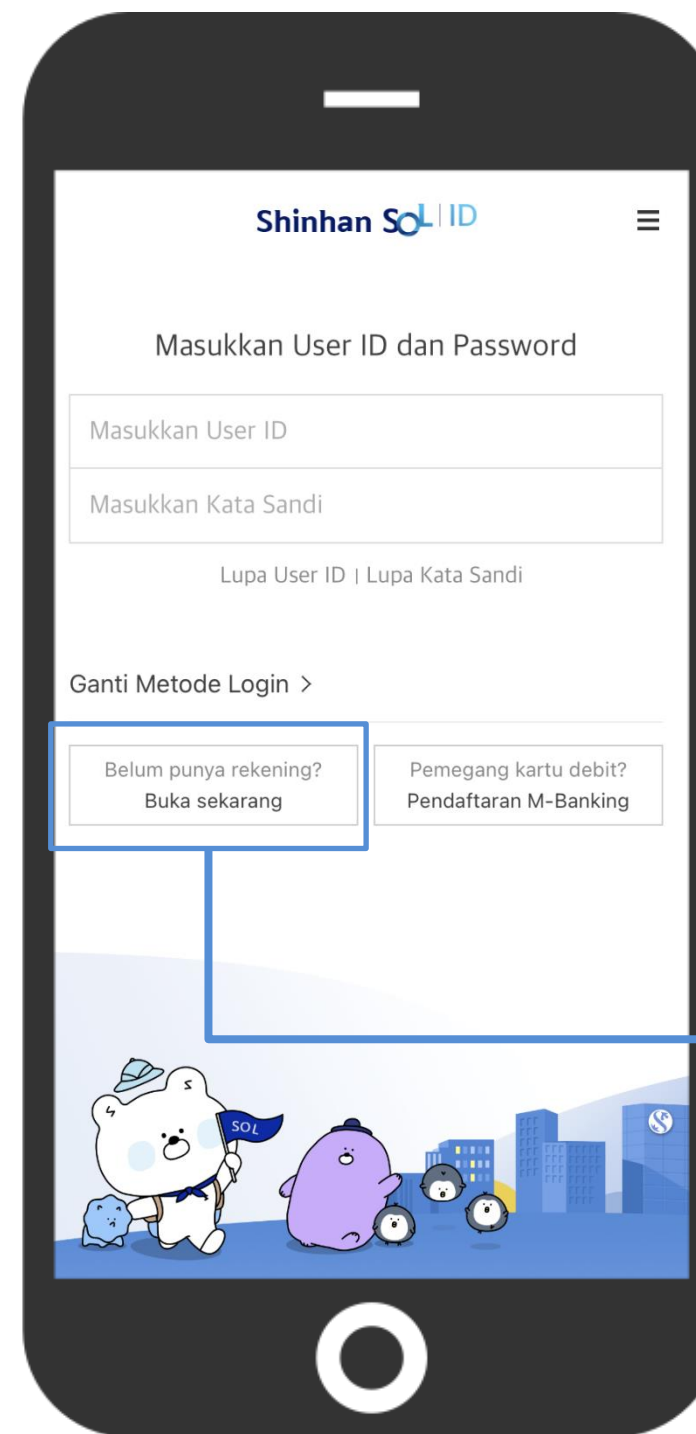 Shinhan SOL | ID
Masukkan User ID dan Password
Masukkan User ID
Masukkan Kata Sandi
Lupa User ID | Lupa Kata Sandi
Ganti Metode Login >
Belum punya rekening?
Buka sekarang
Pemegang kartu debit?
Pendaftaran M-Banking
SOL
S